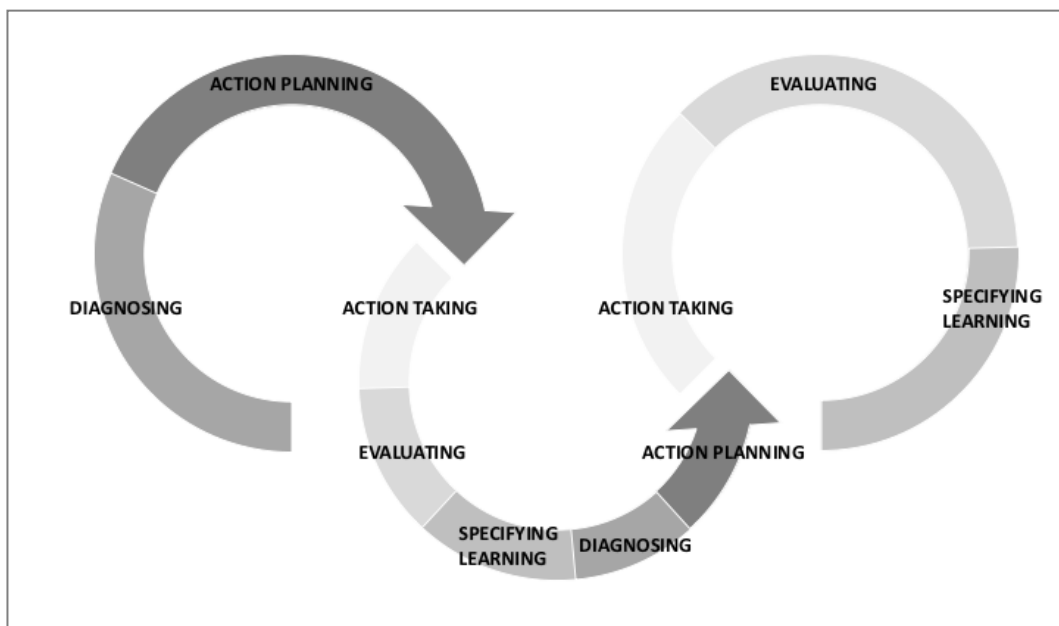 ACTION PLANNING
EVALUATING
DIAGNOSING
ACTION TAKING
ACTION TAKING
SPECIFYING
LEARNING
EVALUATING
ACTION PLANNING
SPECIFYING
LEARNING
DIAGNOSING